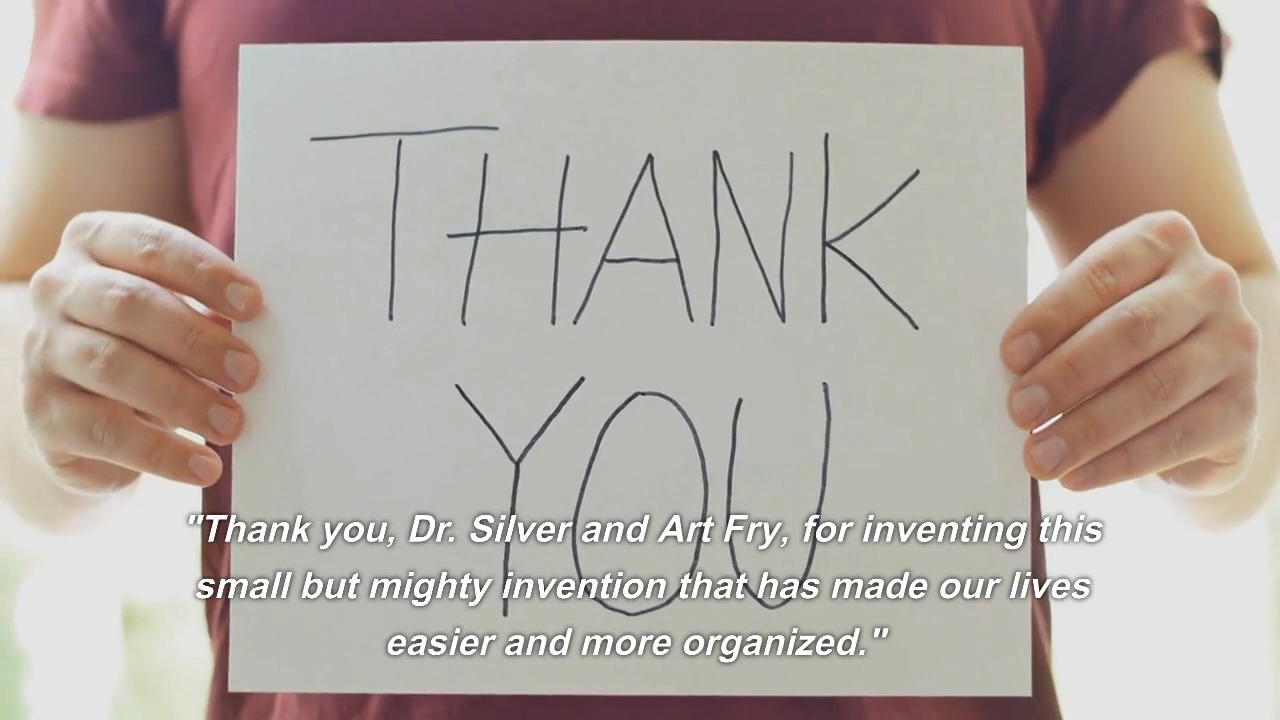 THANK
YOU
"Thank you, Dr. Silver and Art Fry, for inventing this
small but mighty invention that has made our lives
easier and more organized."